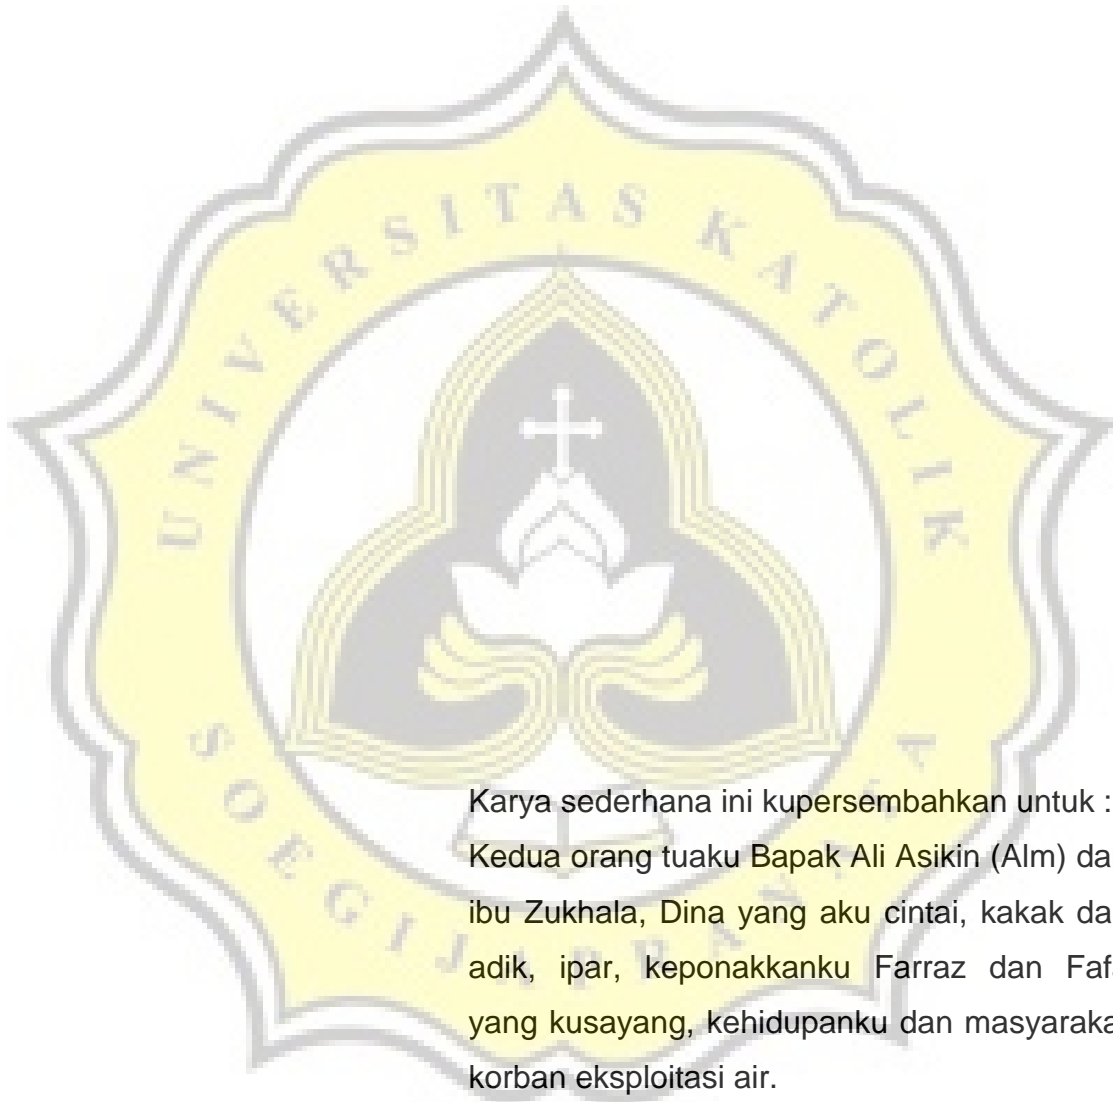 UNIVERSITAS KATOLIK
SOEGIJAPRANATA
Karya sederhana ini kupersembahkan untuk :
Kedua orang tuaku Bapak Ali Asikin (Alm) da
ibu Zukhala, Dina yang aku cintai, kakak da
adik, ipar, keponakkanku Farraz dan Fafa
yang kusayang, kehidupanku dan masyaraka
korban eksploitasi air.